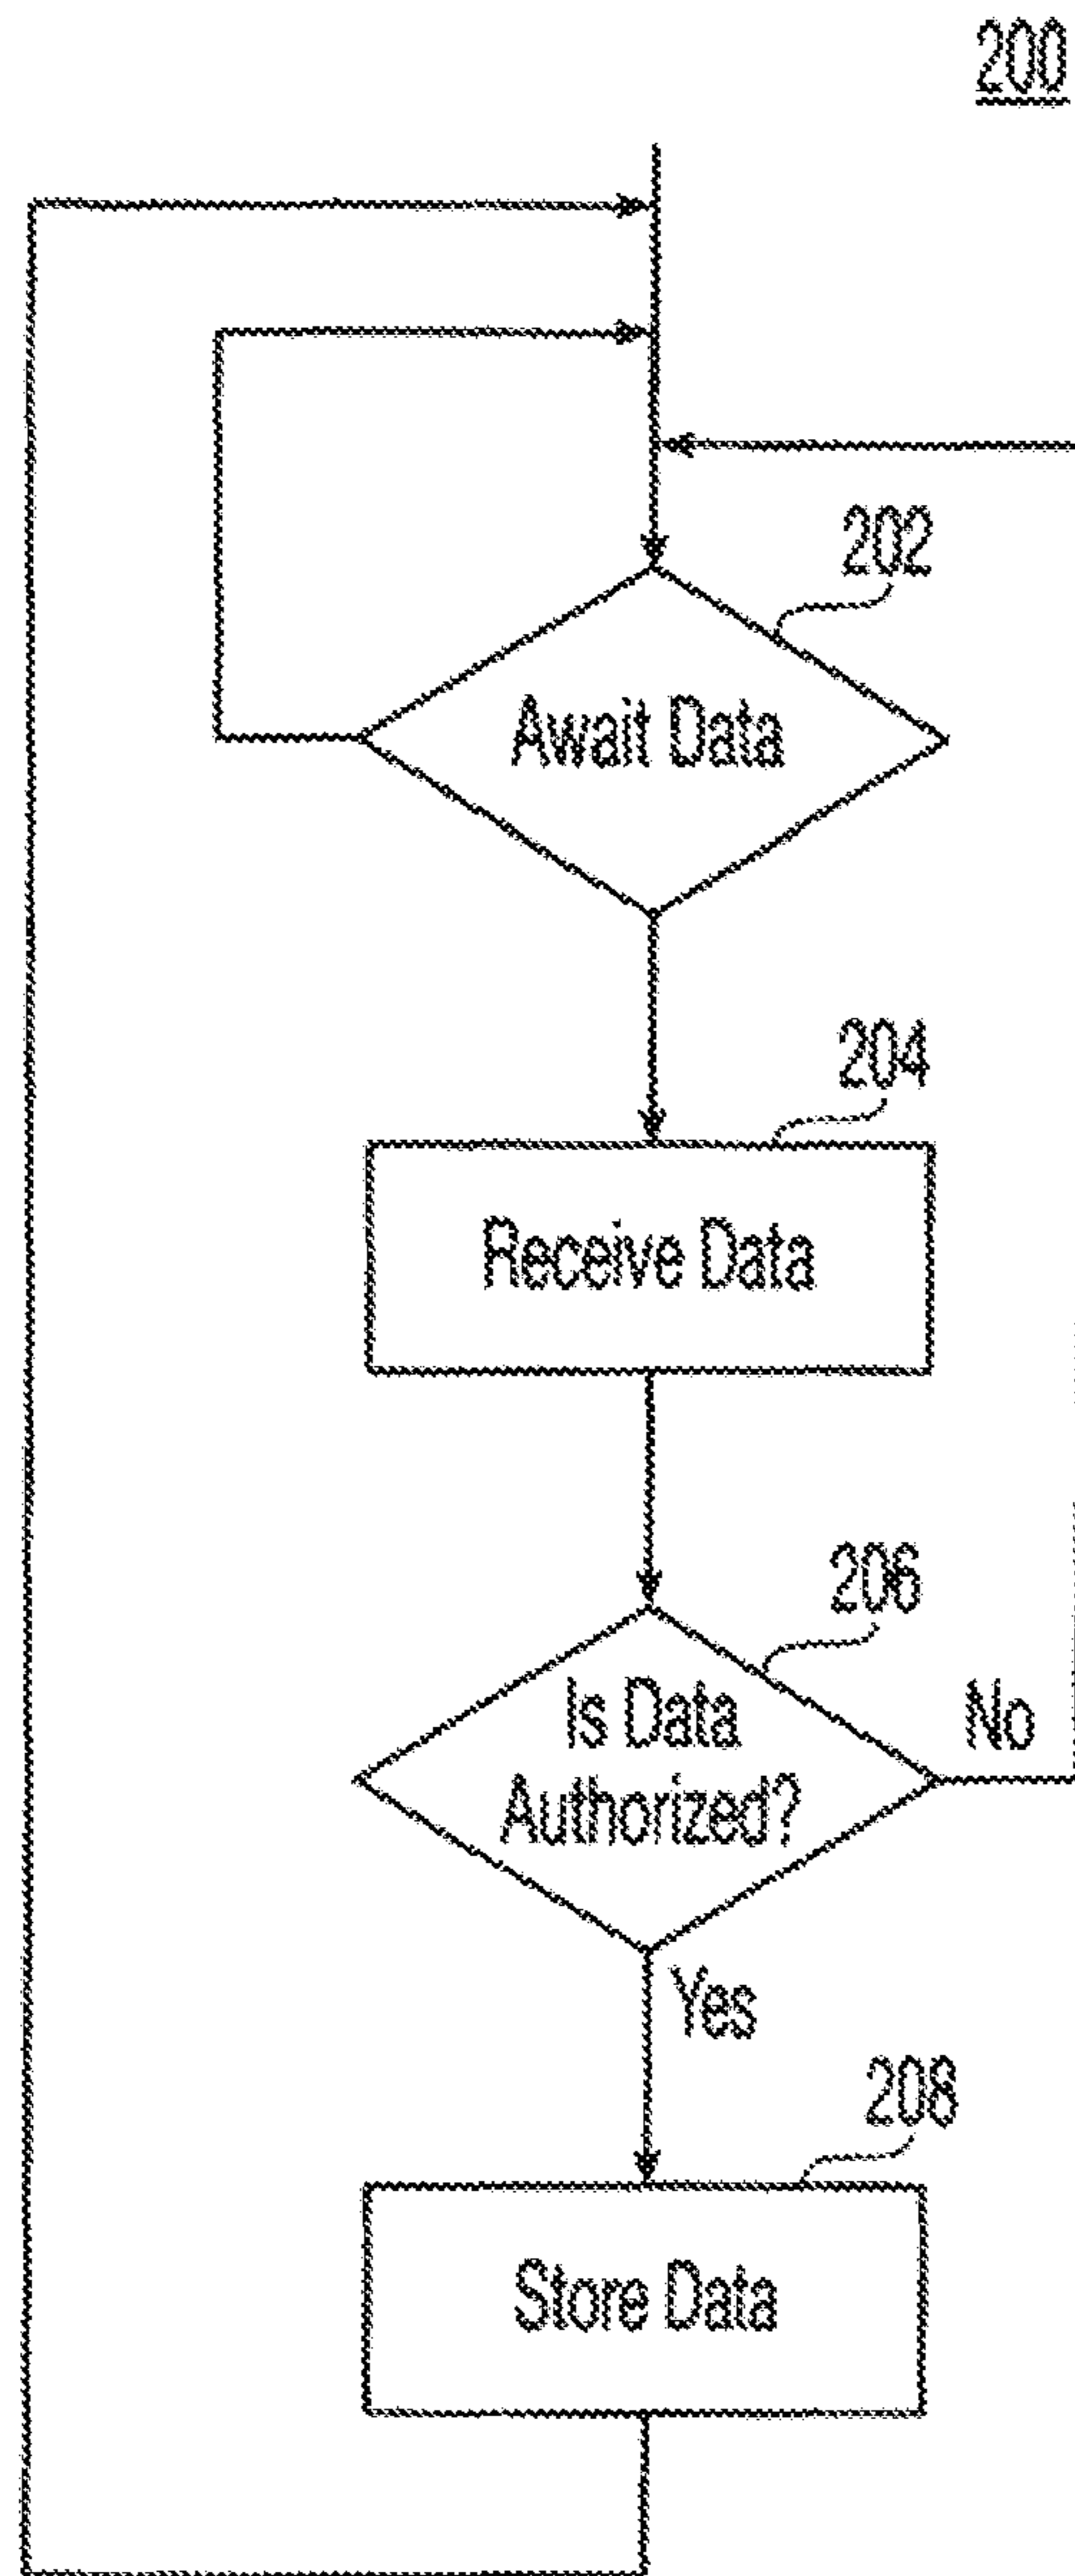 200
202
Await Data
204
Receive Data
206
Is Data
Authorized?
No
Yes
208
Store Data